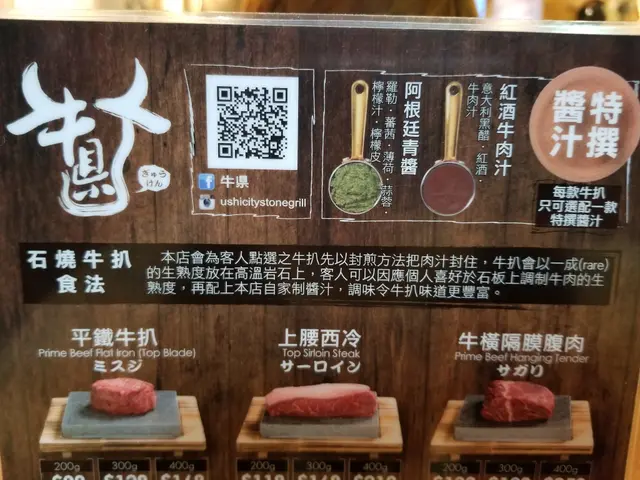 牛県
ぎゅうけん
牛県
ushicitystonegrill
阿根廷青醬
羅勒、蕃茜、薄荷、蒜蓉、
檸檬汁、檸檬皮
紅酒牛肉汁
意大利黑醋、紅酒、
牛肉汁
特撰
醬汁
每款牛扒
只可選配一款
特撰醬汁
石燒牛扒
食法
本店會為客人點選之牛扒先以封煎方法把肉汁封住，牛扒會以一成(rare)
的生熟度放在高溫岩石上，客人可以因應個人喜好於石板上調制牛肉的生
熟度，再配上本店自家制醬汁，調味令牛扒味道更豐富。
平鐵牛扒
Prime Beef Flat Iron (Top Blade)
ミスジ
上腰西冷
Top Sirloin Steak
サーロイン
牛橫隔膜腹肉
Prime Beef Hanging Tender
サガリ
200g 300g 400g
200g 300g 400g
200g 300g 400g